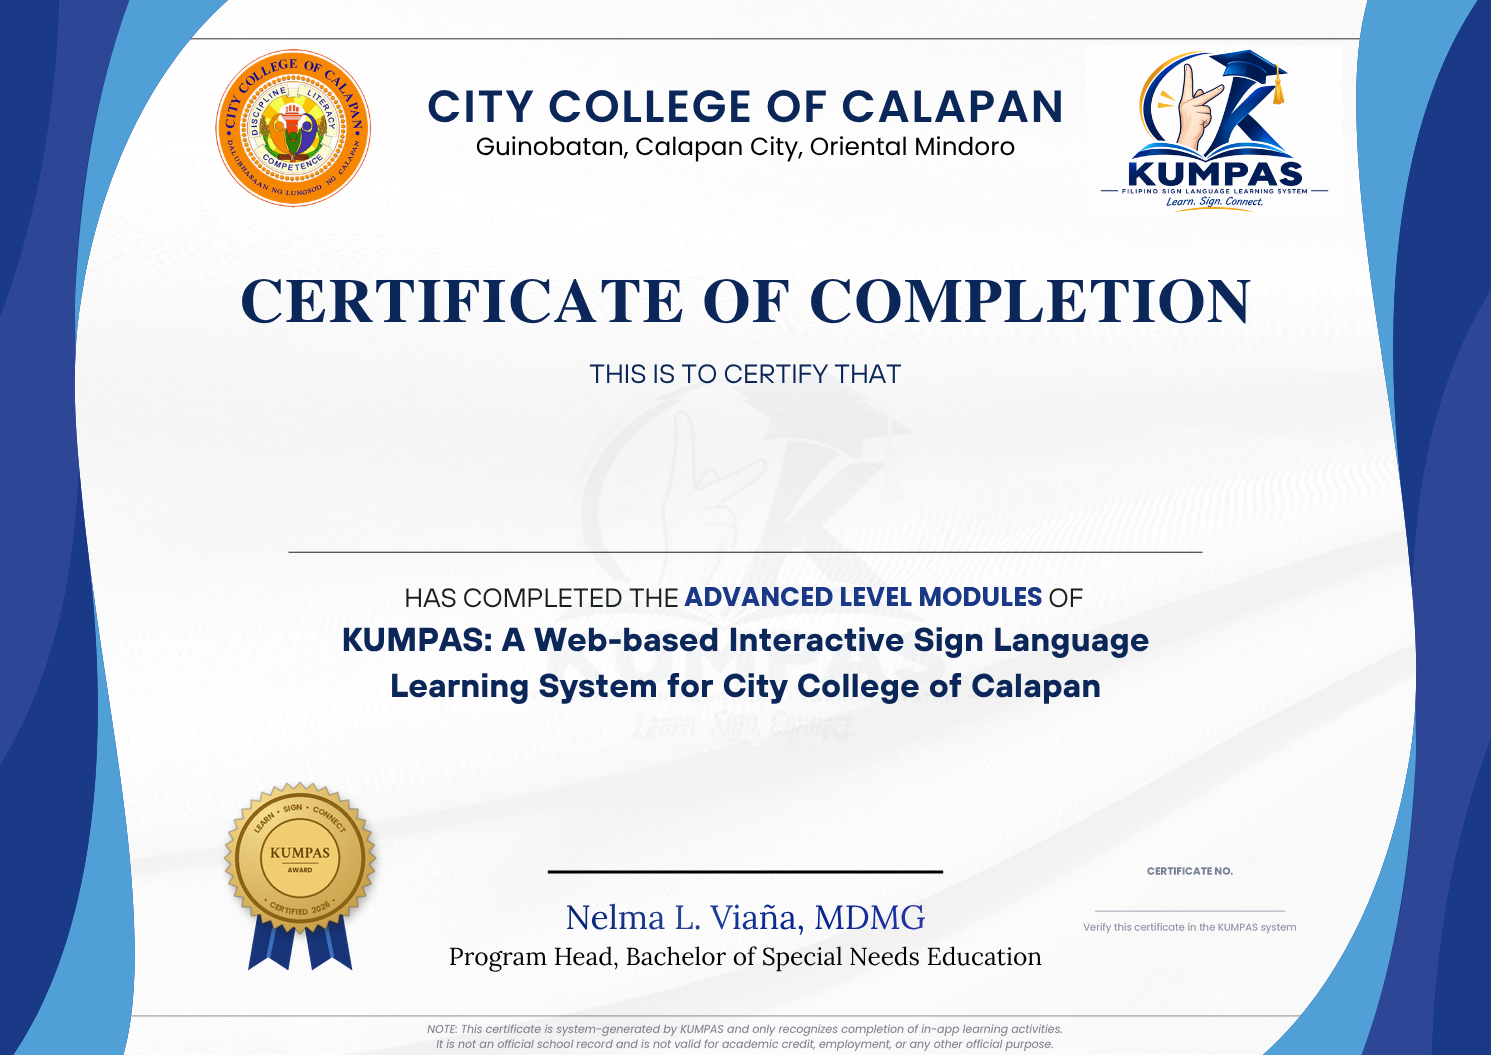 CITY COLLEGE OF CALAPAN
DISCIPLINE
LITERACY
COMPETENCE
DALUBHASAAN NG LUNGSOD NG CALAPAN
CITY COLLEGE OF CALAPAN
Guinobatan, Calapan City, Oriental Mindoro
KUMPAS
FILIPINO SIGN LANGUAGE LEARNING SYSTEM
Learn. Sign. Connect.
CERTIFICATE OF COMPLETION
THIS IS TO CERTIFY THAT
HAS COMPLETED THE ADVANCED LEVEL MODULES OF
KUMPAS: A Web-based Interactive Sign Language
Learning System for City College of Calapan
KUMPAS
Learn. Sign. Connect.
LEARN • SIGN • CONNECT
KUMPAS
AWARD
• CERTIFIED 2026 •
Nelma L. Viaña, MDMG
Program Head, Bachelor of Special Needs Education
CERTIFICATE NO.
Verify this certificate in the KUMPAS system
NOTE: This certificate is system-generated by KUMPAS and only recognizes completion of in-app learning activities.
It is not an official school record and is not valid for academic credit, employment, or any other official purpose.